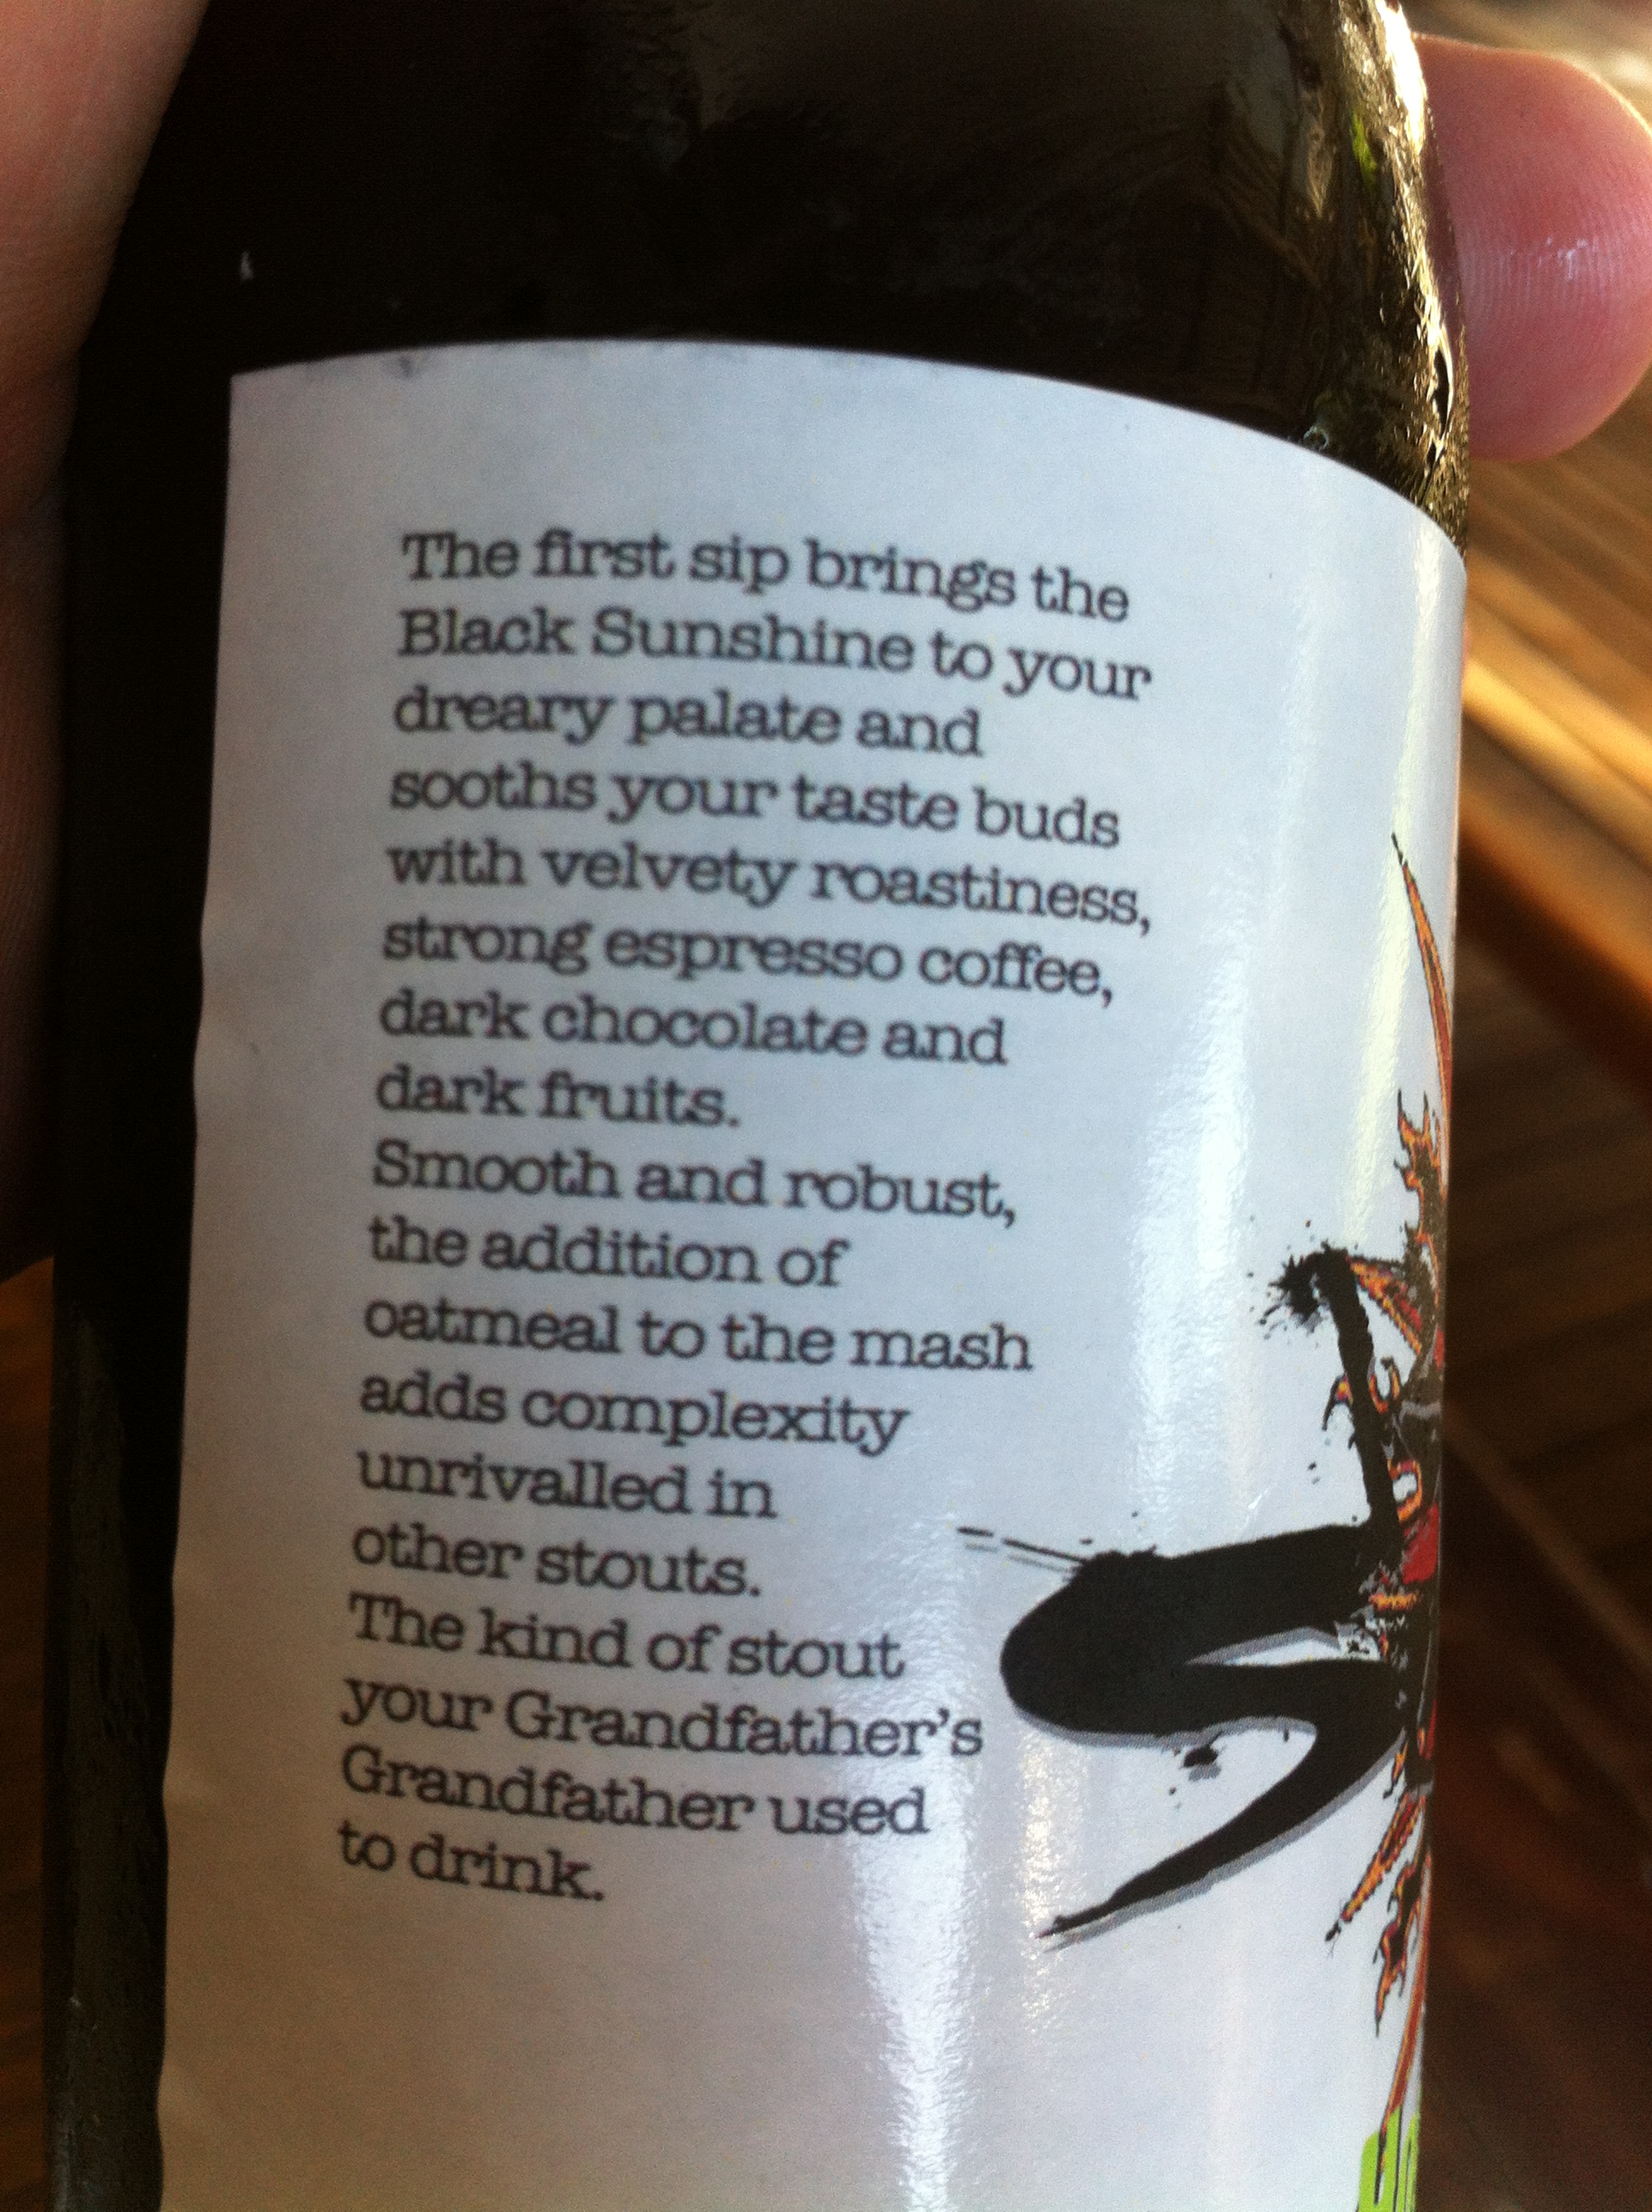 The first sip brings the
Black Sunshine to your
dreary palate and
sooths your taste buds
with velvety roastiness,
strong espresso coffee,
dark chocolate and
dark fruits.
Smooth and robust,
the addition of
oatmeal to the mash
adds complexity
unrivalled in
other stouts.
The kind of stout
your Grandfather's
Grandfather used
to drink.